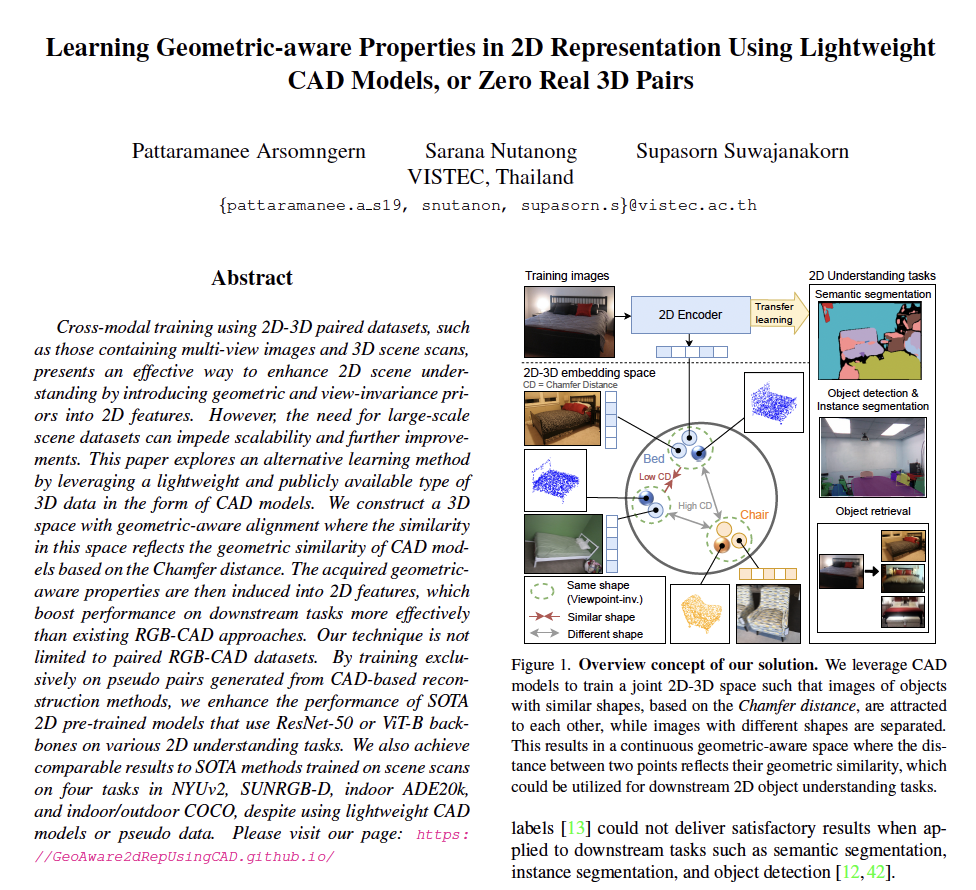 Learning Geometric-aware Properties in 2D Representation Using Lightweight
CAD Models, or Zero Real 3D Pairs
Pattaramanee Arsomngern Sarana Nutanong Supasorn Suwajanakorn
VISTEC, Thailand
{pattaramanee.a_s19, snutanon, supasorn.s}@vistec.ac.th
Abstract
Cross-modal training using 2D-3D paired datasets, such
as those containing multi-view images and 3D scene scans,
presents an effective way to enhance 2D scene under-
standing by introducing geometric and view-invariance pri-
ors into 2D features. However, the need for large-scale
scene datasets can impede scalability and further improve-
ments. This paper explores an alternative learning method
by leveraging a lightweight and publicly available type of
3D data in the form of CAD models. We construct a 3D
space with geometric-aware alignment where the similarity
in this space reflects the geometric similarity of CAD mod-
els based on the Chamfer distance. The acquired geometric-
aware properties are then induced into 2D features, which
boost performance on downstream tasks more effectively
than existing RGB-CAD approaches. Our technique is not
limited to paired RGB-CAD datasets. By training exclu-
sively on pseudo pairs generated from CAD-based recon-
struction methods, we enhance the performance of SOTA
2D pre-trained models that use ResNet-50 or ViT-B back-
bones on various 2D understanding tasks. We also achieve
comparable results to SOTA methods trained on scene scans
on four tasks in NYUv2, SUNRGB-D, indoor ADE20k,
and indoor/outdoor COCO, despite using lightweight CAD
models or pseudo data. Please visit our page: https:
//GeoAware2dRepUsingCAD.github.io/
Training images
2D Encoder
Transfer
learning
2D Understanding tasks
Semantic segmentation
2D-3D embedding space
CD = Chamfer Distance
Object detection &
Instance segmentation
Bed
Low CD
High CD
Chair
Object retrieval
Same shape
(Viewpoint-inv.)
Similar shape
Different shape
Figure 1. Overview concept of our solution. We leverage CAD
models to train a joint 2D-3D space such that images of objects
with similar shapes, based on the Chamfer distance, are attracted
to each other, while images with different shapes are separated.
This results in a continuous geometric-aware space where the dis-
tance between two points reflects their geometric similarity, which
could be utilized for downstream 2D object understanding tasks.
labels [13] could not deliver satisfactory results when ap-
plied to downstream tasks such as semantic segmentation,
instance segmentation, and object detection [12,42].